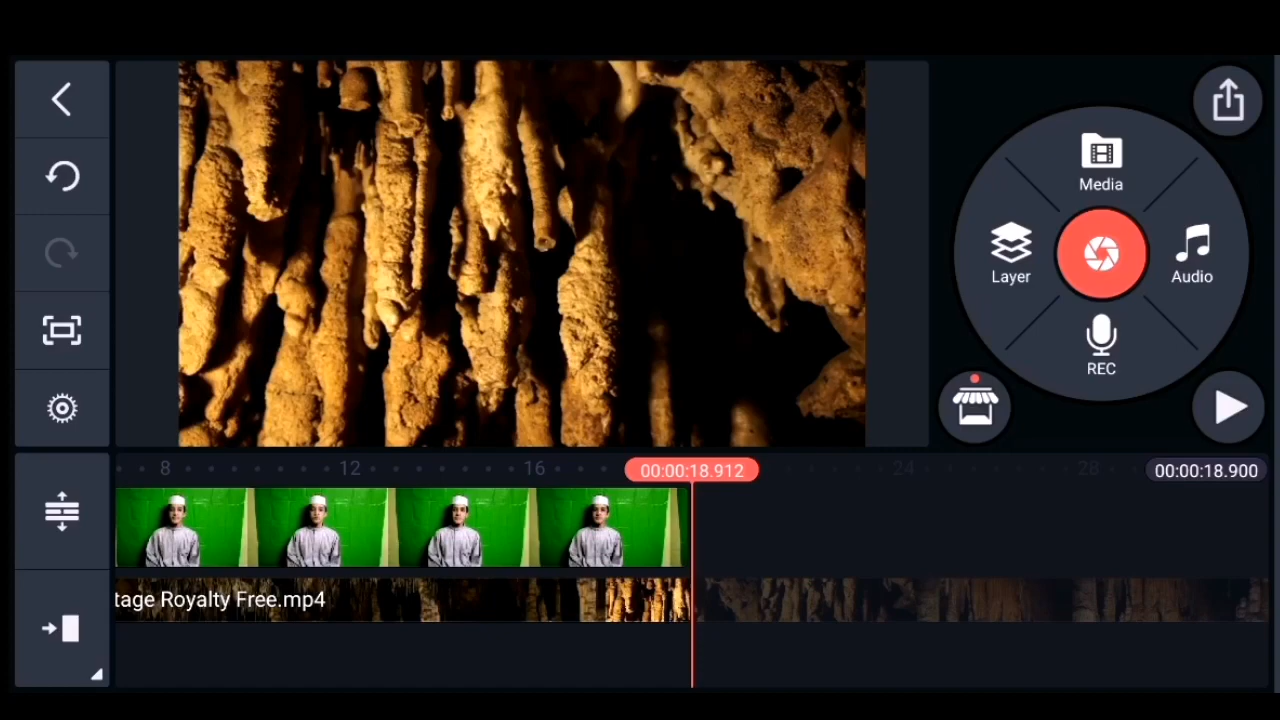 Media
Layer
Audio
REC
8
12
16
00:00:18.912
24
28
00:00:18.900
tage Royalty Free.mp4